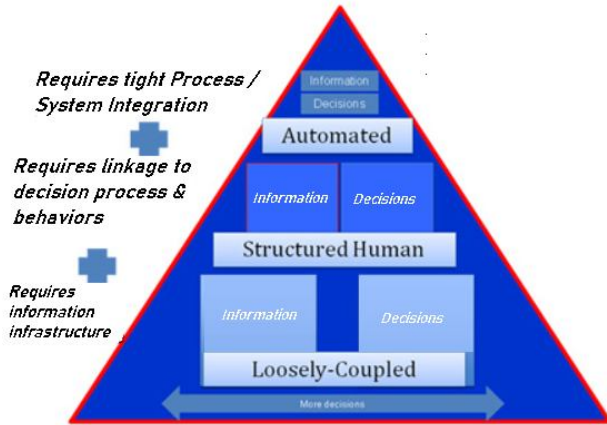 Requires tight Process /
System Integration
Information
Decisions
Automated
Requires linkage to
decision process &
behaviors
Information
Decisions
Structured Human
Requires
information
infrastructure
Information
Decisions
Loosely-Coupled
More decisions